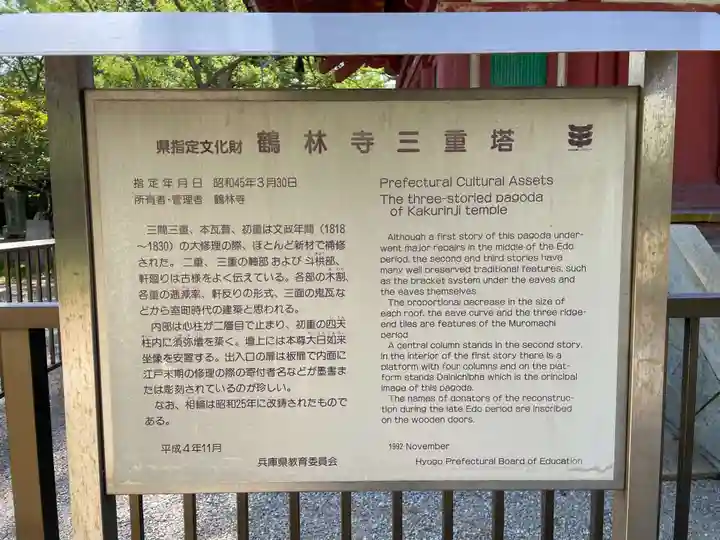 県指定文化財 鶴林寺三重塔
指定年月日 昭和45年3月30日
所有者・管理者 鶴林寺
三間三重、本瓦葺、初重は文政年間(1818
~1830)の大修理の際、ほとんど新材で補修
された。二重、三重の軸部および斗栱部、
軒廻りは古様をよく伝えている。各部の木割、
各重の逓減率、軒反りの形式、三面の鬼瓦な
どから室町時代の建築と思われる。
内部は心柱が二層目で止まり、初重の四天
柱内に須弥壇を築く。壇上には本尊大日如来
坐像を安置する。出入口の扉は板扉で内面に
江戸末期の修理の際の寄付者名などが墨書ま
たは彫刻されているのが珍しい。
なお、相輪は昭和25年に改鋳されたもので
ある。
平成4年11月
兵庫県教育委員会
Prefectural Cultural Assets
The three-storied pagoda
of Kakurinji temple
Although a first story of this pagoda under-
went major repairs in the middle of the Edo
period, the second and third stories have
many well preserved traditional features, such
as the bracket system under the eaves and
the eaves themselves.
The proportional decrease in the size of
each roof, the eave curve and the three ridge-
end tiles are features of the Muromachi
period.
A central column stands in the second story.
In the interior of the first story there is a
platform with four columns and on the plat-
form stands Dainichibha which is the principal
image of this pagoda.
The names of donators of the reconstruc-
tion during the late Edo period are inscribed
on the wooden doors.
1992 November
Hyogo Prefectural Board of Education